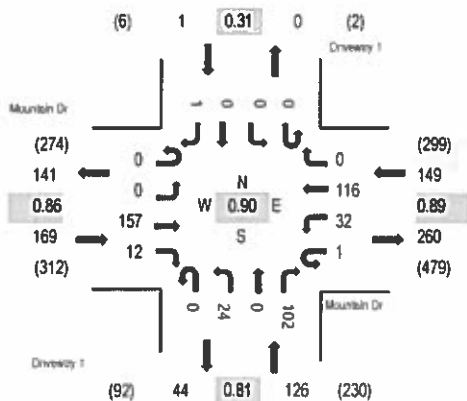 (6) 1 0.31 0 (2)
Driveway 1
1 0 0 0
Mountain Dr
(274)
141
0.86
169
(312)
0
0
157
12
N
W 0.90 E
S
0
116
32
1
(299)
149
0.89
260
(479)
0 24 0 102
Mountain Dr
Driveway 1
(92) 44 0.81 126 (230)